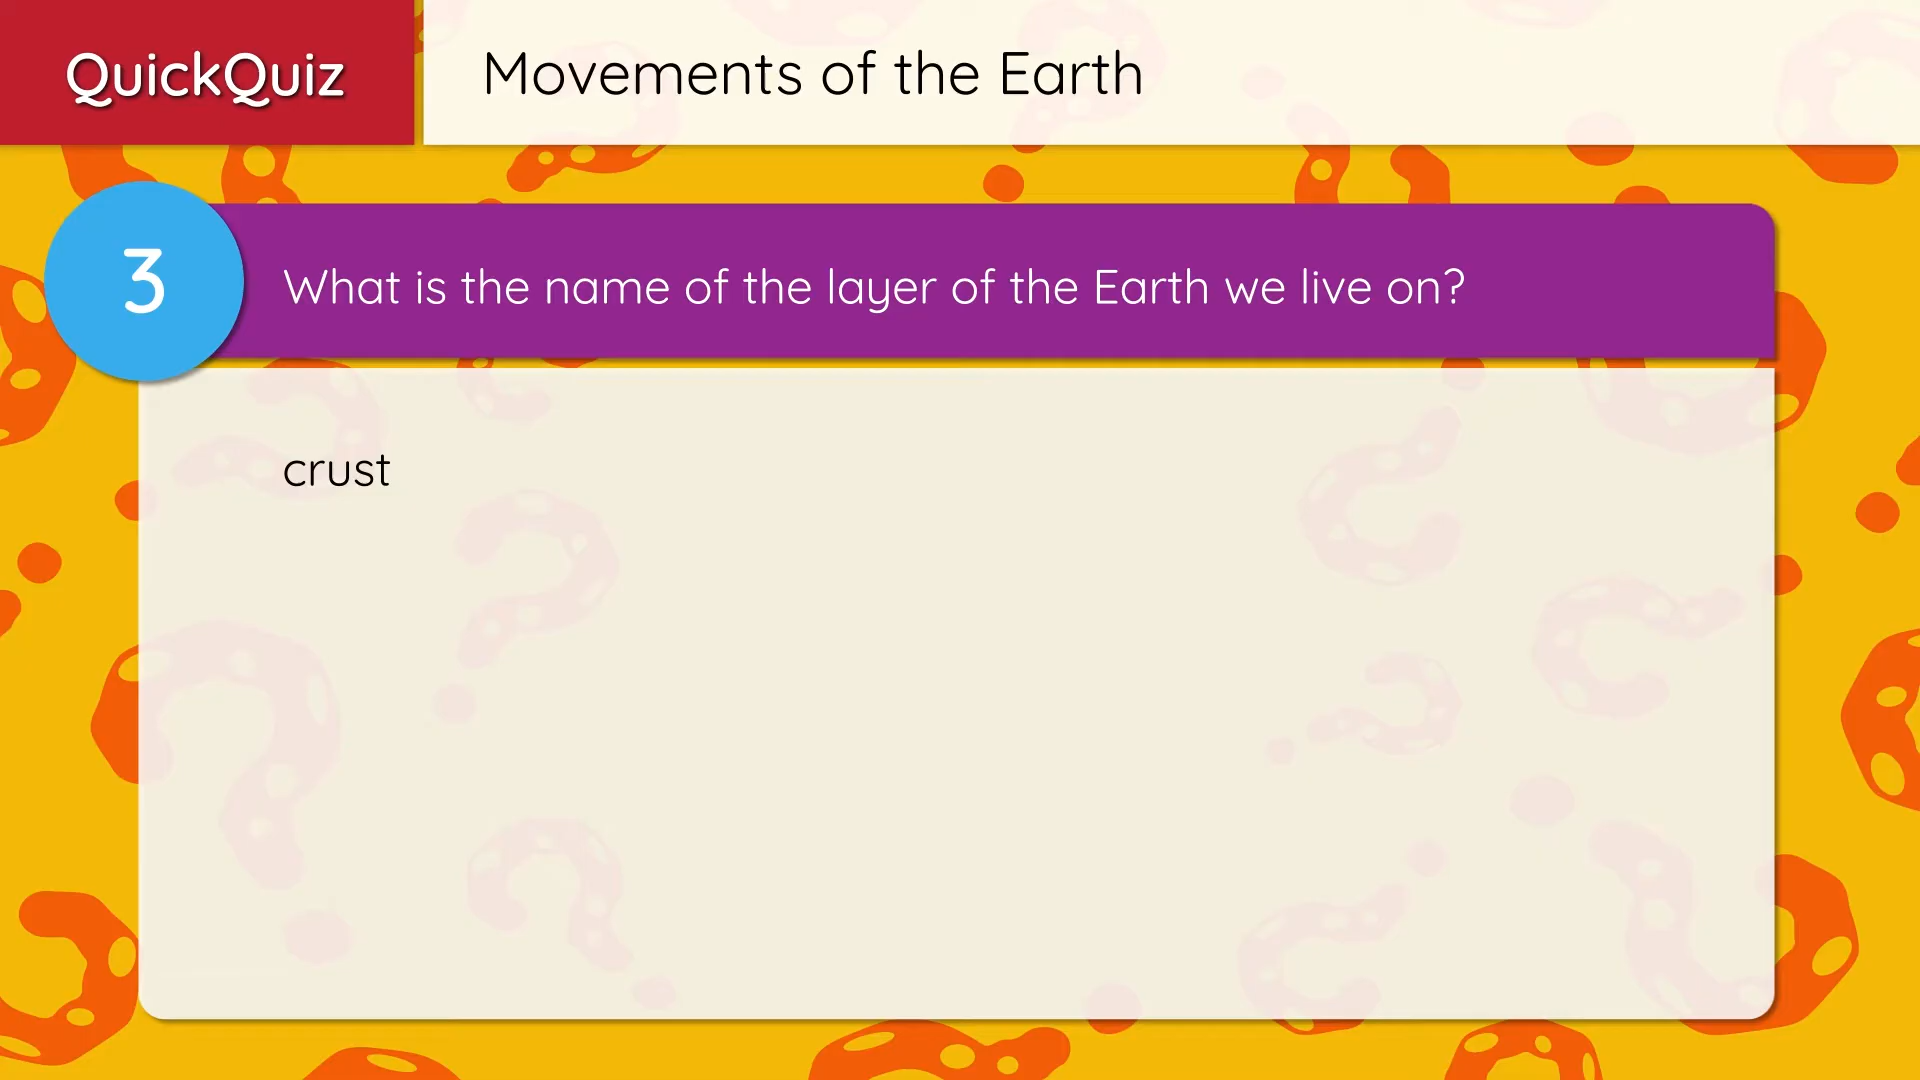 QuickQuiz
Movements of the Earth
3
What is the name of the layer of the Earth we live on?
crust